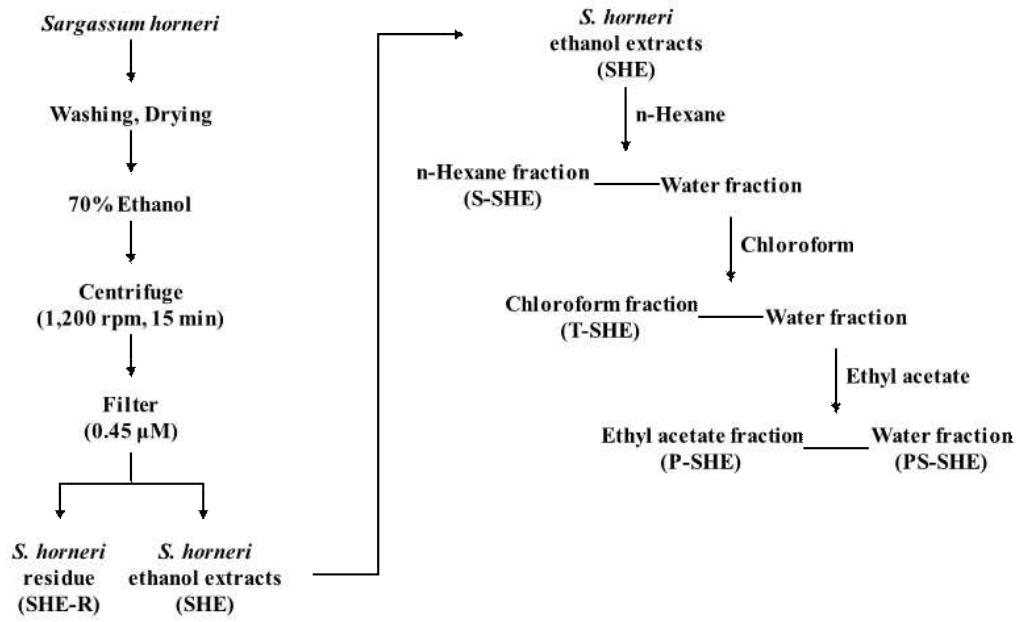 Sargassum horneri
Washing, Drying
70% Ethanol
Centrifuge
(1,200 rpm, 15 min)
Filter
(0.45 µM)
S. horneri
residue
(SHE-R)
S. horneri
ethanol extracts
(SHE)
S. horneri
ethanol extracts
(SHE)
n-Hexane
n-Hexane fraction
(S-SHE)
Water fraction
Chloroform
Chloroform fraction
(T-SHE)
Water fraction
Ethyl acetate
Ethyl acetate fraction
(P-SHE)
Water fraction
(PS-SHE)